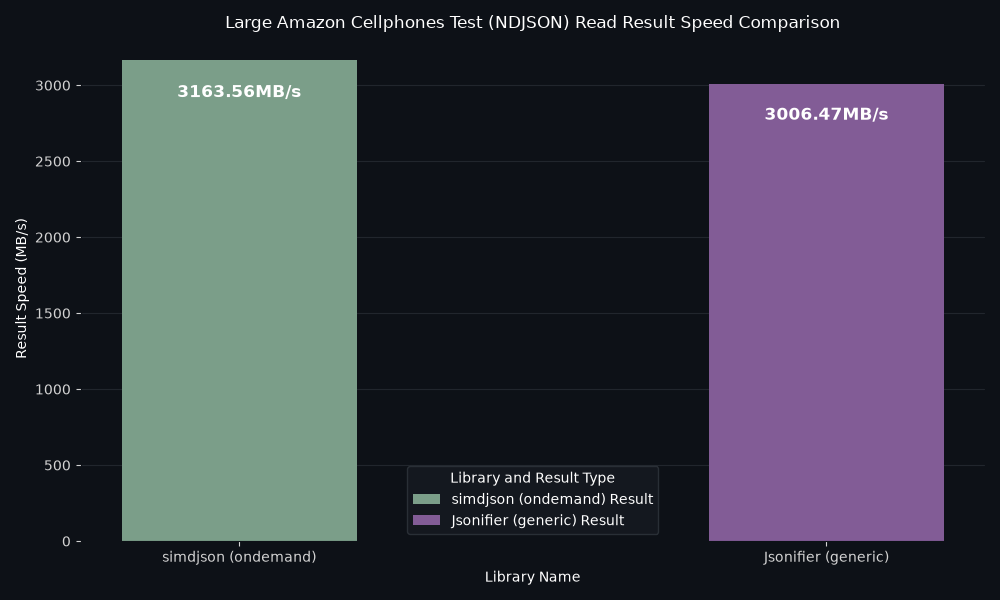 Large Amazon Cellphones Test (NDJSON) Read Result Speed Comparison
3163.56MB/s
3006.47MB/s
Result Speed (MB/s)
3000
2500
2000
1500
1000
500
0
Library and Result Type
simdjson (ondemand) Result
Jsonifier (generic) Result
simdjson (ondemand)
Jsonifier (generic)
Library Name